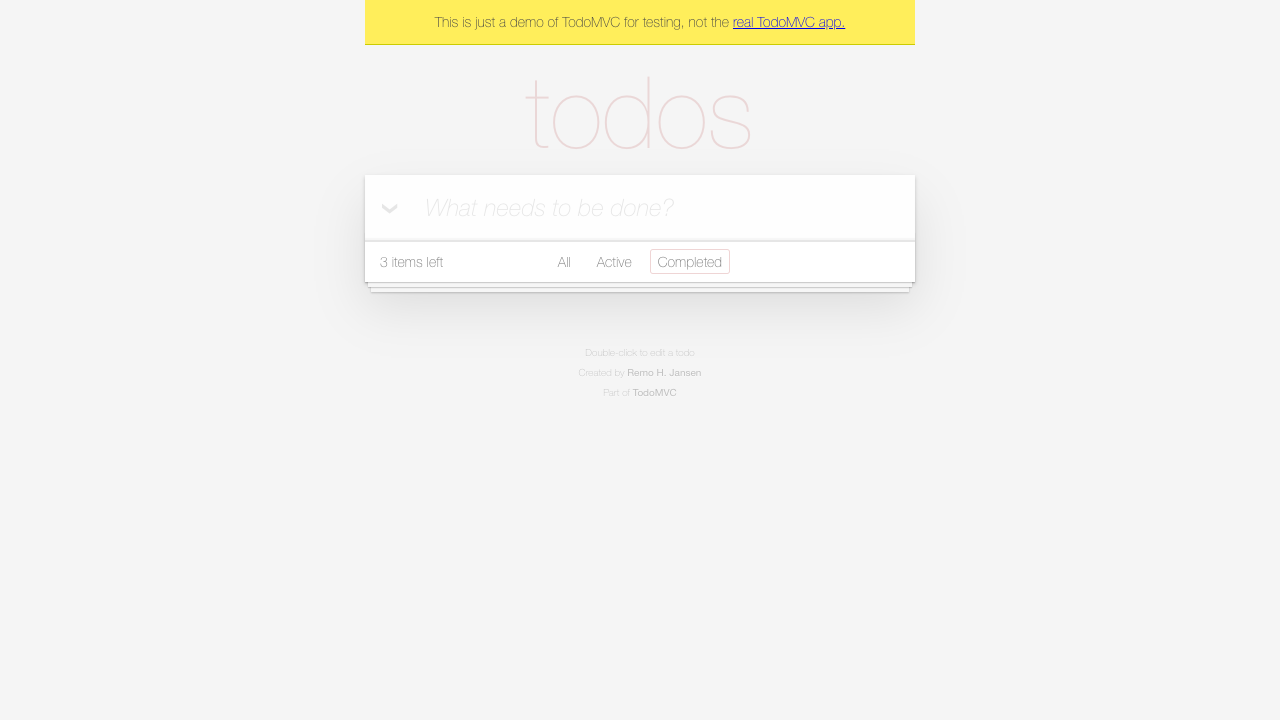 This is just a demo of TodoMVC for testing, not the real TodoMVC app.
todos
What needs to be done?
3 items left All Active Completed
Double-click to edit a todo
Created by Remo H. Jansen
Part of TodoMVC